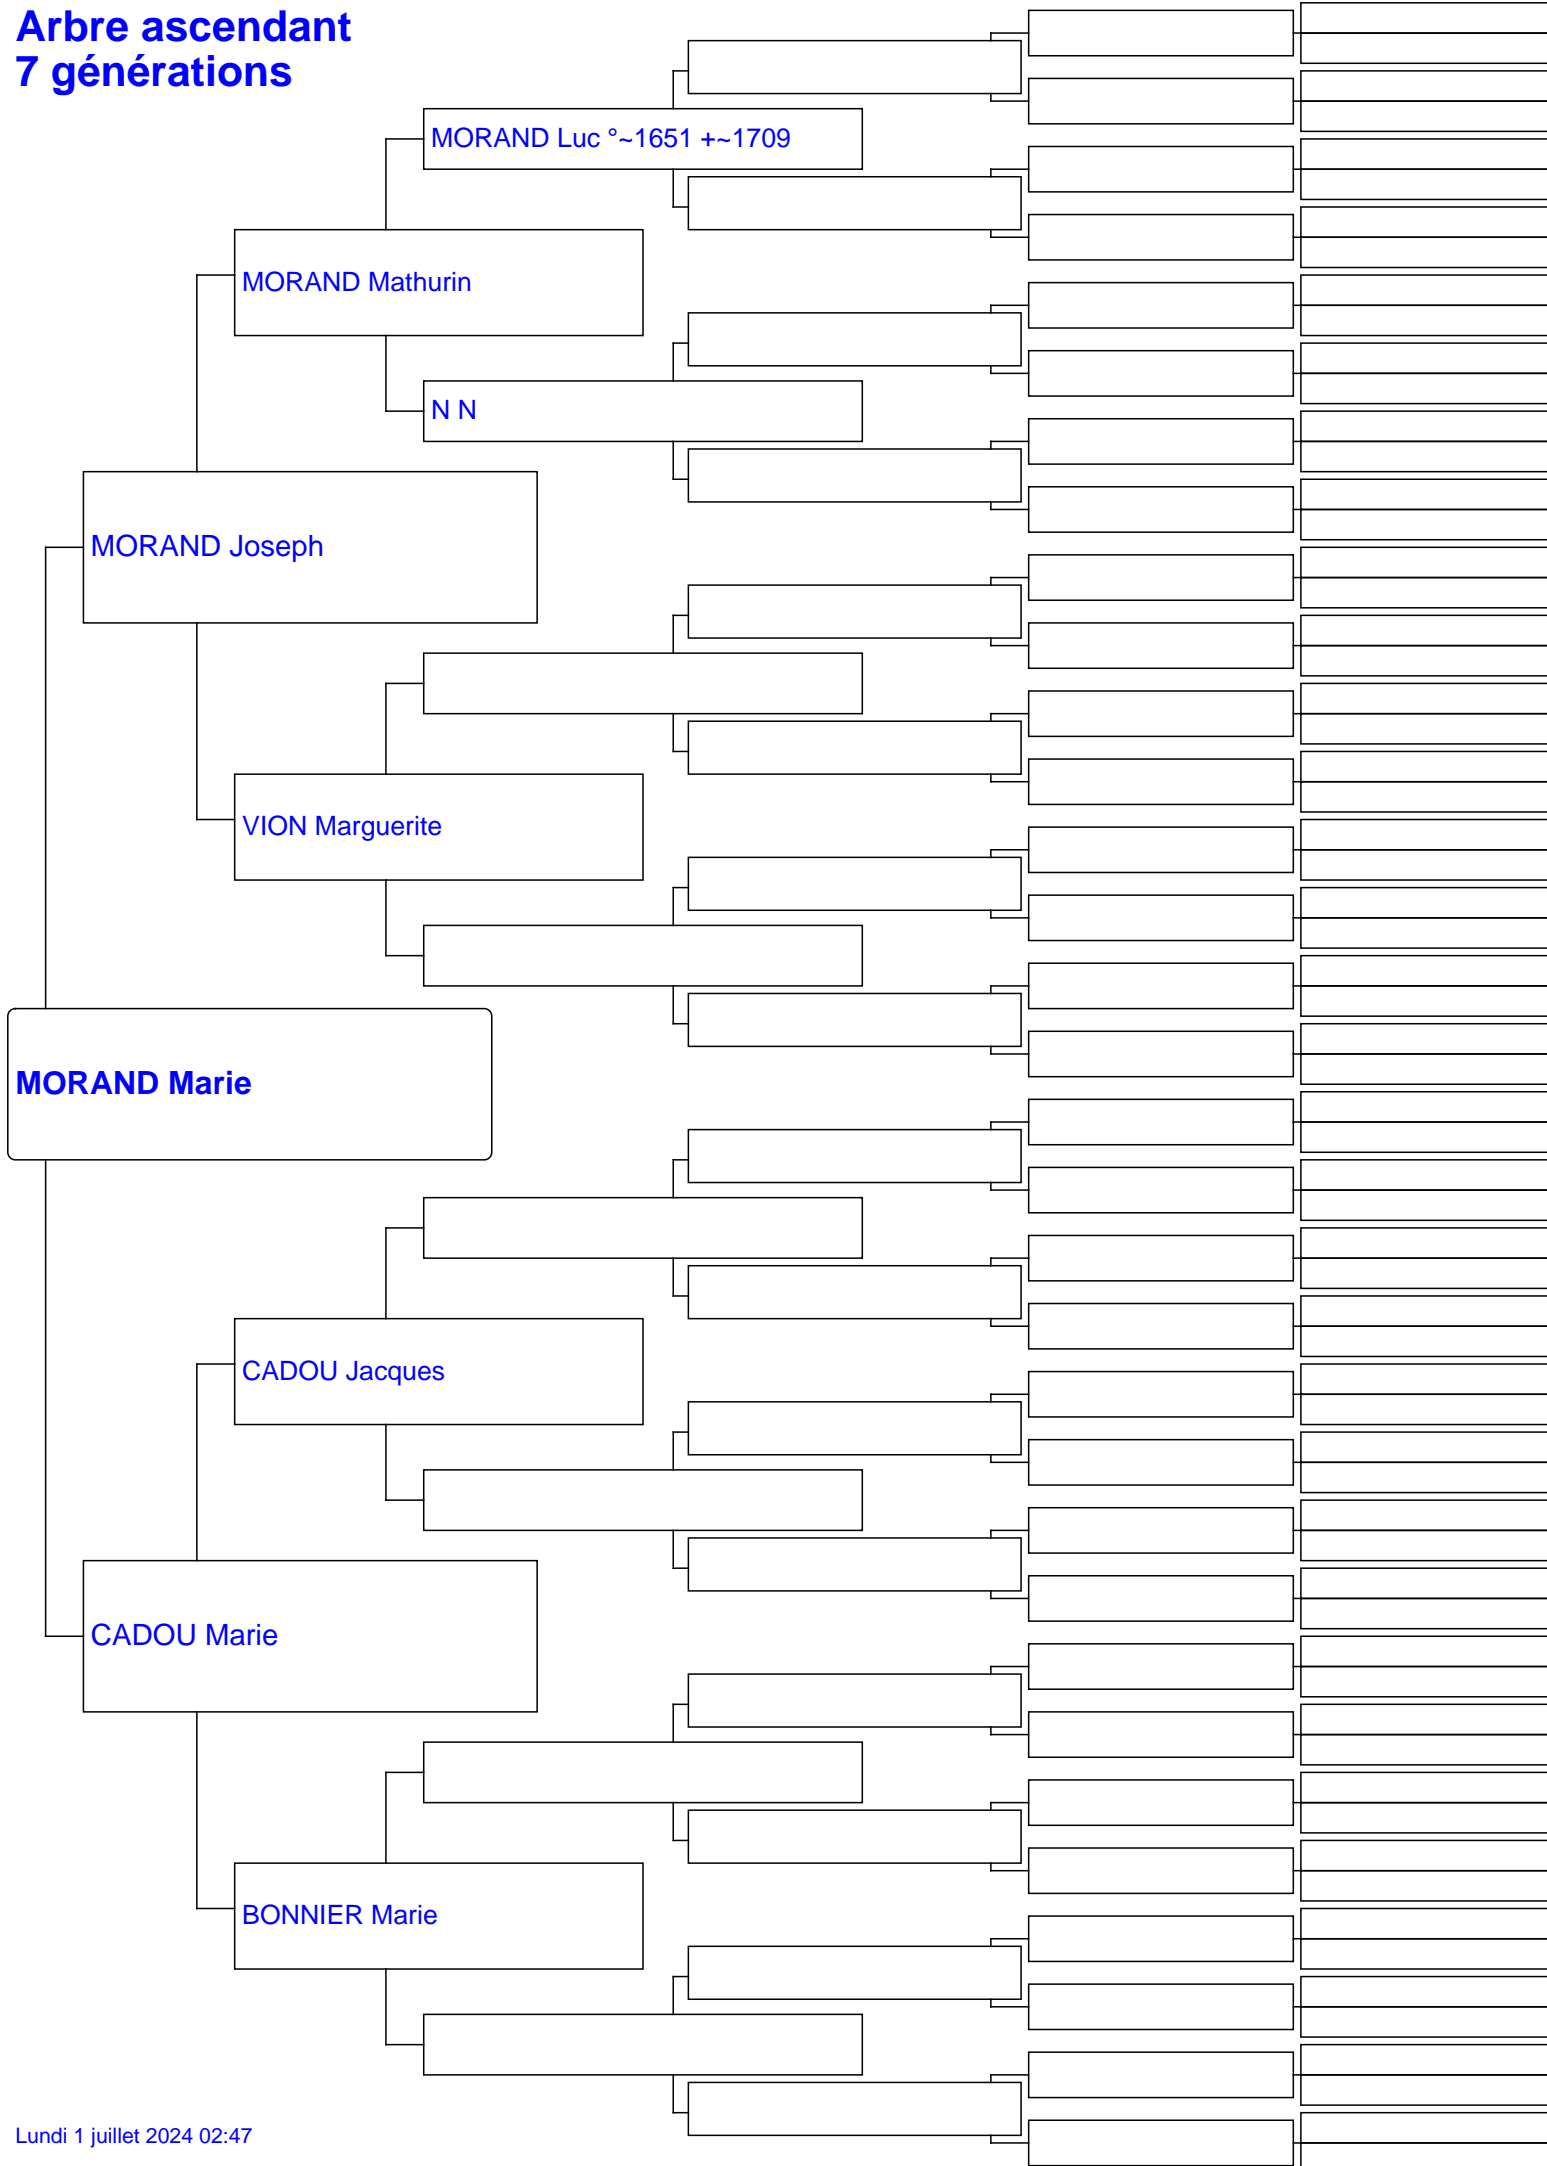 Arbre ascendant
7 générations
MORAND Luc °~1651 +~1709
MORAND Mathurin
N N
MORAND Joseph
VION Marguerite
MORAND Marie
CADOU Jacques
CADOU Marie
BONNIER Marie
Lundi 1 juillet 2024 02:47